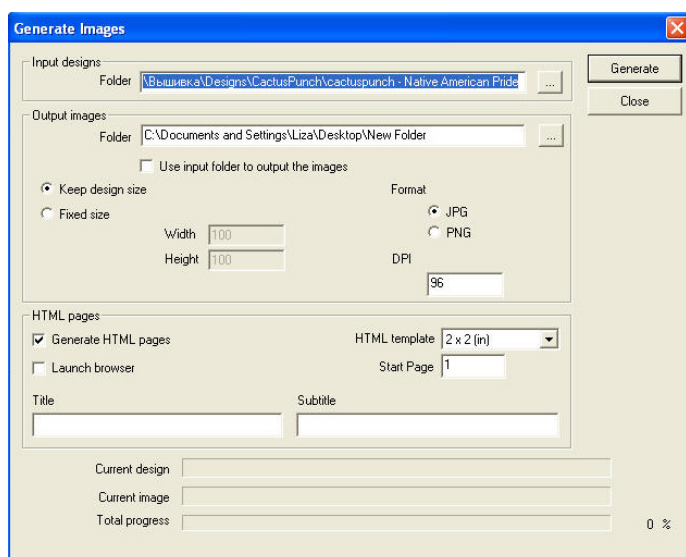 Generate Images
Input designs
Folder \Вышивка\Designs\CactusPunch\cactuspunch - Native American Pride ...
Generate
Close
Output images
Folder C:\Documents and Settings\Liza\Desktop\New Folder ...
Use input folder to output the images
Keep design size
Fixed size
Width 100
Height 100
Format
JPG
PNG
DPI
96
HTML pages
Generate HTML pages
HTML template 2 x 2 (in)
Launch browser
Start Page 1
Title Subtitle
Current design
Current image
Total progress 0 %